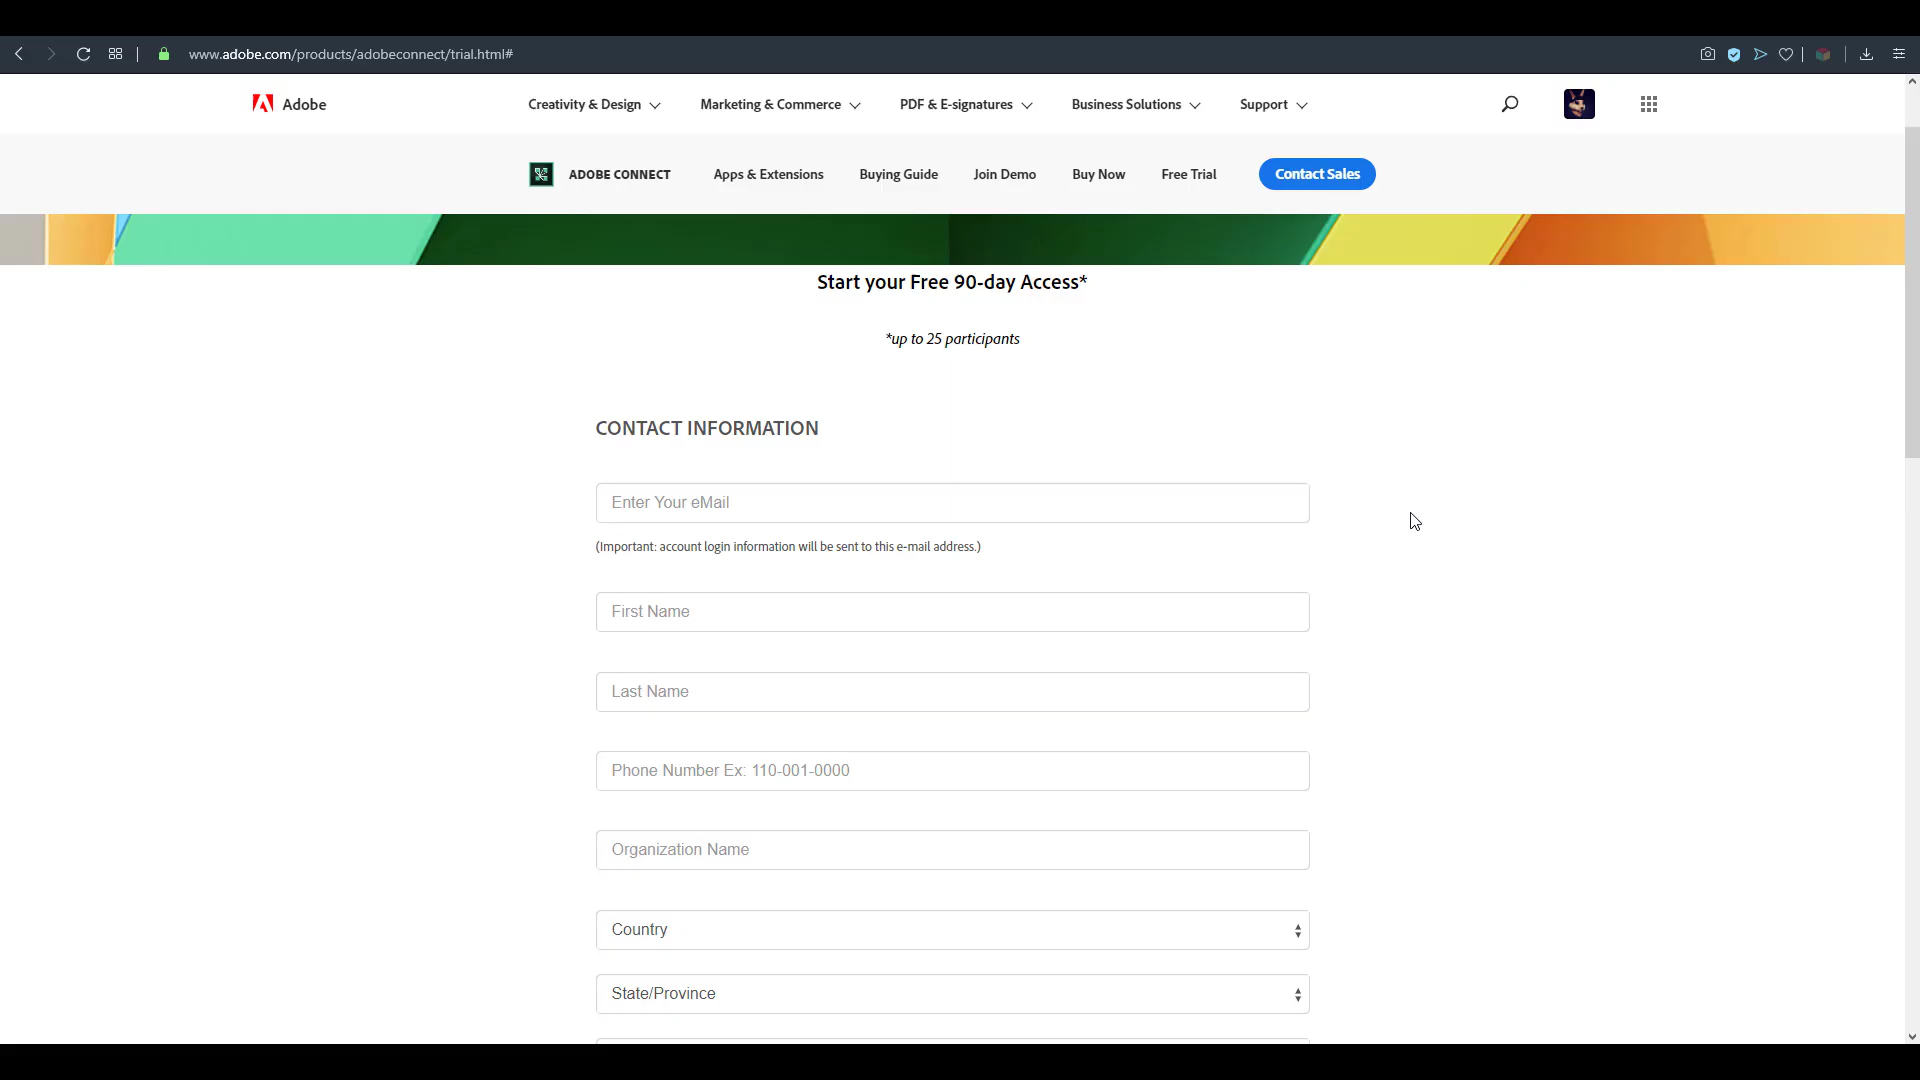 www.adobe.com/products/adobeconnect/trial.html#
Adobe
Creativity & Design
Marketing & Commerce
PDF & E-signatures
Business Solutions
Support
ADOBE CONNECT
Apps & Extensions
Buying Guide
Join Demo
Buy Now
Free Trial
Contact Sales
Start your Free 90-day Access*
*up to 25 participants
CONTACT INFORMATION
Enter Your eMail
(Important: account login information will be sent to this e-mail address.)
First Name
Last Name
Phone Number Ex: 110-001-0000
Organization Name
Country
State/Province